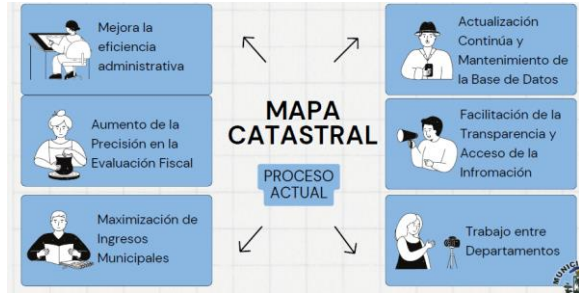 Mejora la
eficiencia
administrativa
Aumento de la
Precisión en la
Evaluación Fiscal
Maximización de
Ingresos
Municipales
MAPA
CATASTRAL
PROCESO
ACTUAL
Actualización
Continúa y
Mantenimiento de
la Base de Datos
Facilitación de la
Transparencia y
Acceso de la
Infromación
Trabajo entre
Departamentos